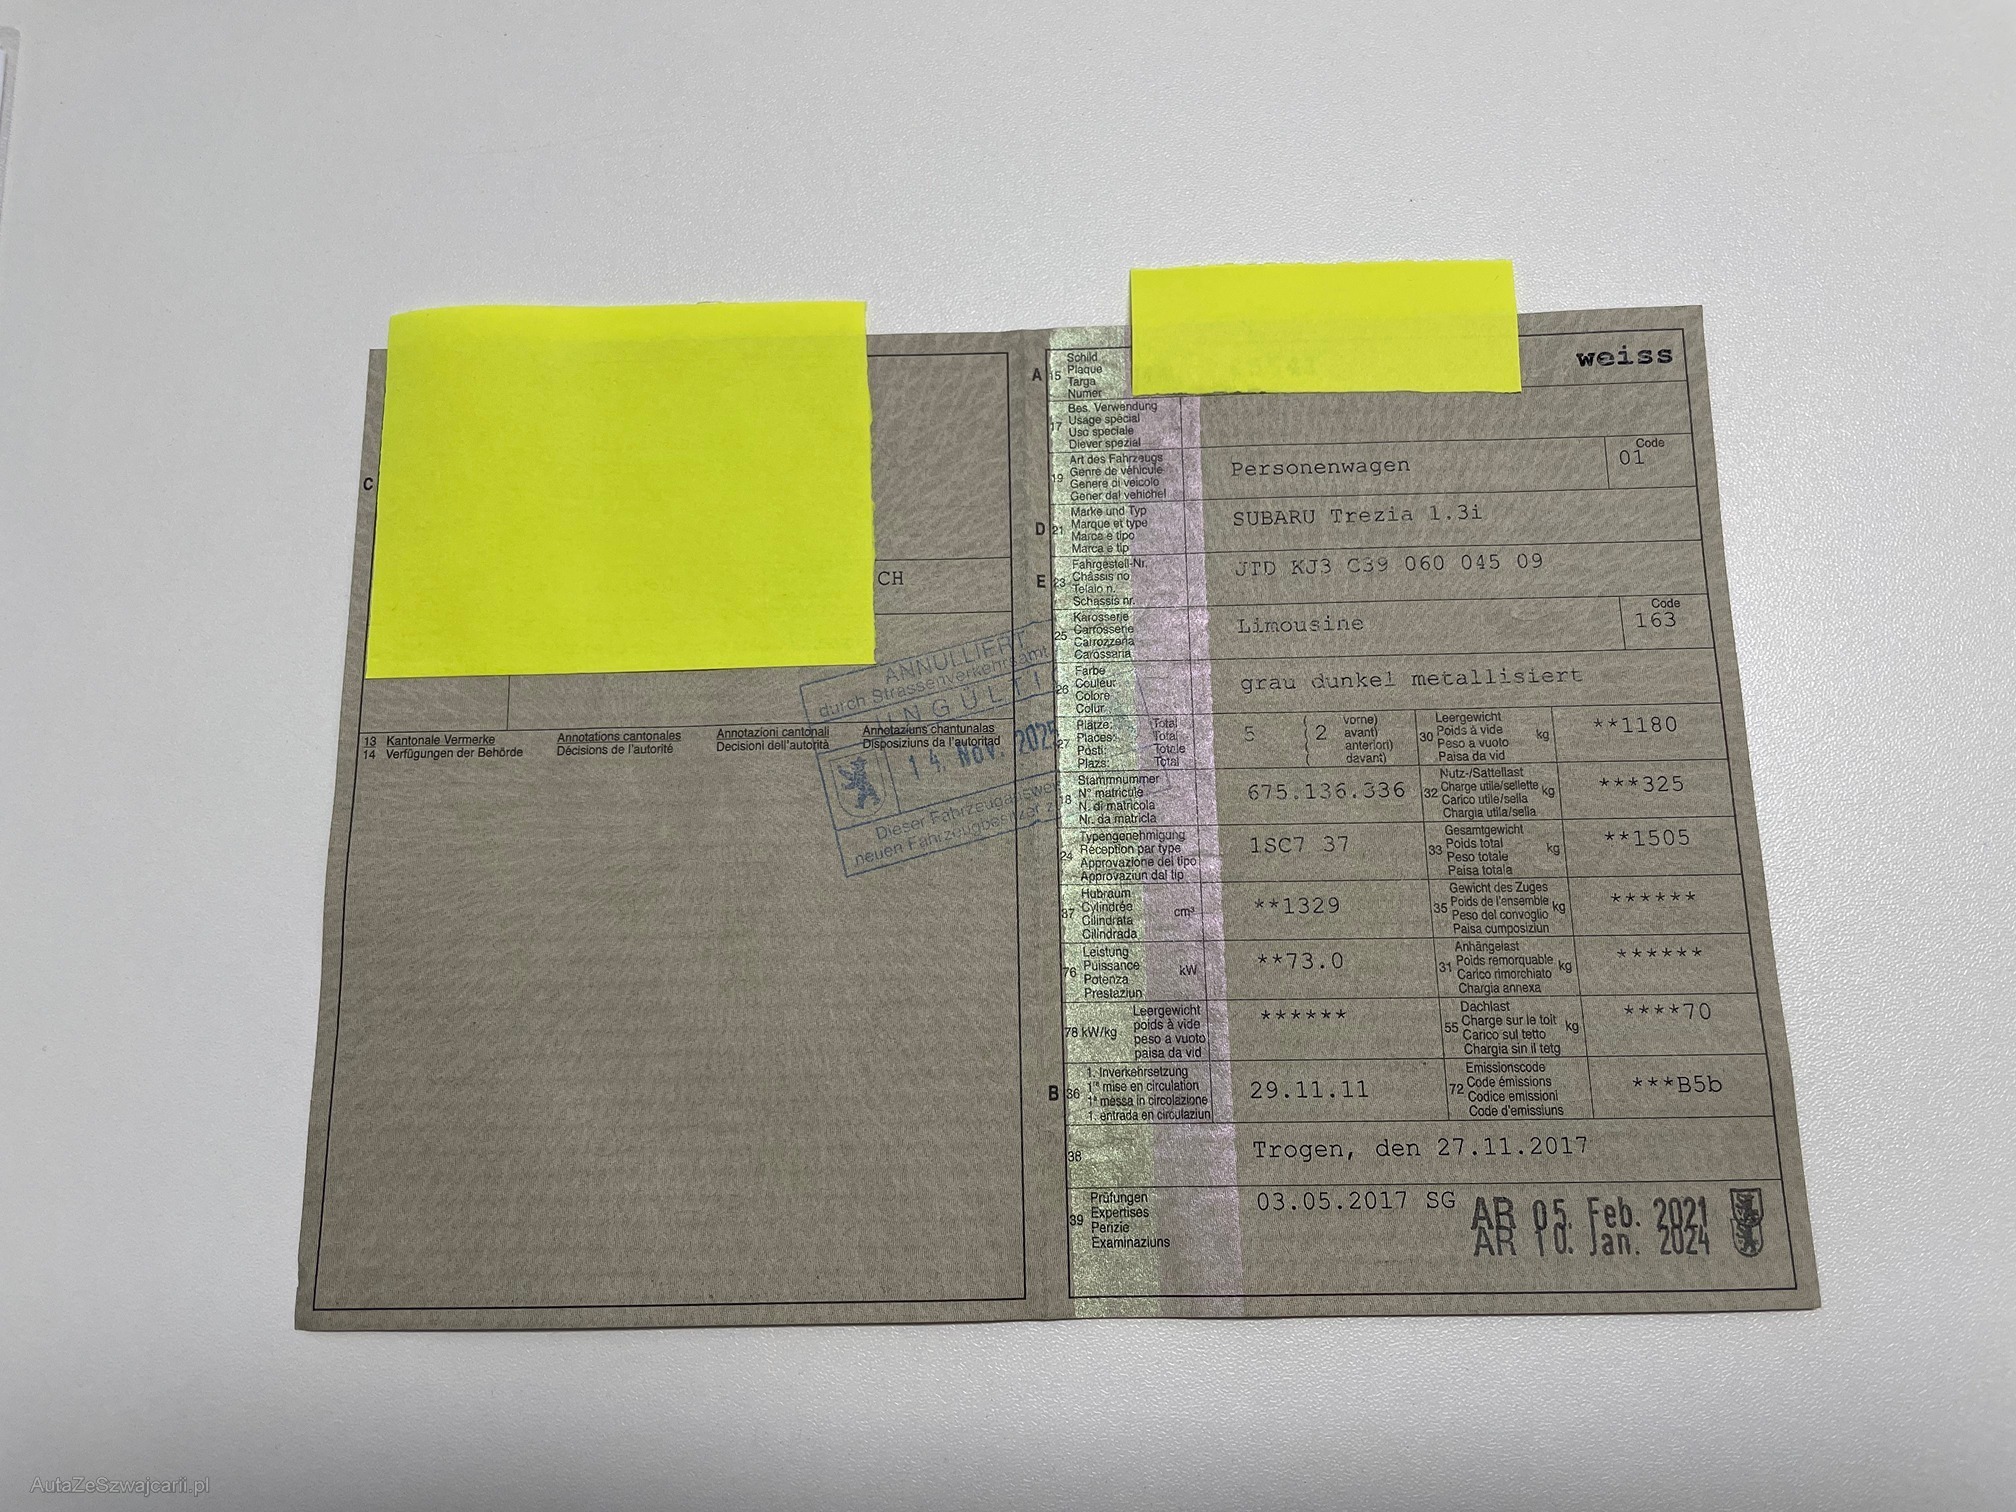 C
CH
ANNULLIERT
durch Strassenverkehrsamt
14. NOV. 2025
Dieser Fahrzeugauswe
neuen Fahrzeugbesitzer
13 Kantonale Vermerke
14 Verfügungen der Behörde
Annotations cantonales
Décisions de l'autorité
Annotazioni cantonali
Decisioni dell'autorità
Annotaziuns chantunalas
Disposiziuns da l'autoritad
A 15 Schild
Plaque
Targa
Numer
weiss
17 Bes. Verwendung
Usage spécial
Uso speciale
Diever spezial
19 Art des Fahrzeugs
Genre de véhicule
Genere di veicolo
Gener dal vehichel
Personenwagen
Code
01
D 21 Marke und Typ
Marque et type
Marca e tipo
Marca e tip
SUBARU Trezia 1.3i
E 23 Fahrgestell-Nr.
Châssis no
Telaio n.
Schassis nr.
JTD KJ3 C39 060 045 09
25 Karosserie
Carrosserie
Carrozzeria
Carossaria
Limousine
Code
163
26 Farbe
Couleur
Colore
Colur
grau dunkel metallisiert
27 Plätze: Total
Places: Total
Posti: Totale
Plazs: Total
5
2
vorne)
avant)
anteriori)
davant)
30 Leergewicht
Poids à vide
Peso a vuoto
Paisa da vid
kg
**1180
18 Stammnummer
N° matricule
N. di matricola
Nr. da matricla
675.136.336
32 Nutz-/Sattellast
Charge utile/sellette
Carico utile/sella
Chargia utila/sella
kg
***325
24 Typengenehmigung
Réception par type
Approvazione del tipo
Approvaziun dal tip
1SC7 37
33 Gesamtgewicht
Poids total
Peso totale
Paisa totala
kg
**1505
37 Hubraum
Cylindrée
Cilindrata
Cilindrada
cm³
**1329
35 Gewicht des Zuges
Poids de l'ensemble
Peso del convoglio
Paisa cumposiziun
kg
******
76 Leistung
Puissance
Potenza
Prestaziun
kW
**73.0
31 Anhängelast
Poids remorquable
Carico rimorchiato
Chargia annexa
kg
******
78 kW/kg
Leergewicht
poids à vide
peso a vuoto
paisa da vid
******
55 Dachlast
Charge sur le toit
Carico sul tetto
Chargia sin il tetg
kg
****70
B 36 1. Inverkehrsetzung
1re mise en circulation
1a messa in circolazione
1. entrada en circulaziun
29.11.11
72 Emissionscode
Code émissions
Codice emissioni
Code d'emissiuns
***B5b
38
Trogen, den 27.11.2017
39 Prüfungen
Expertises
Perizie
Examinaziuns
03.05.2017 SG
AR 05. Feb. 2021
AR 10. Jan. 2024
AutaZeSzwajcarii.pl